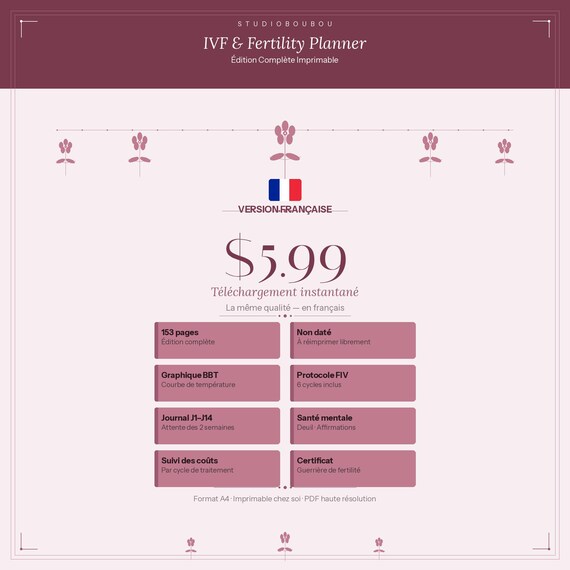 STUDIOBOUBOU
IVF & Fertility Planner
Édition Complète Imprimable
VERSION FRANÇAISE
$5.99
Téléchargement instantané
La même qualité — en français
153 pages
Édition complète
Non daté
À réimprimer librement
Graphique BBT
Courbe de température
Protocole FIV
6 cycles inclus
Journal J1–J14
Attente des 2 semaines
Santé mentale
Deuil · Affirmations
Suivi des coûts
Par cycle de traitement
Certificat
Guerrière de fertilité
Format A4 · Imprimable chez soi · PDF haute résolution